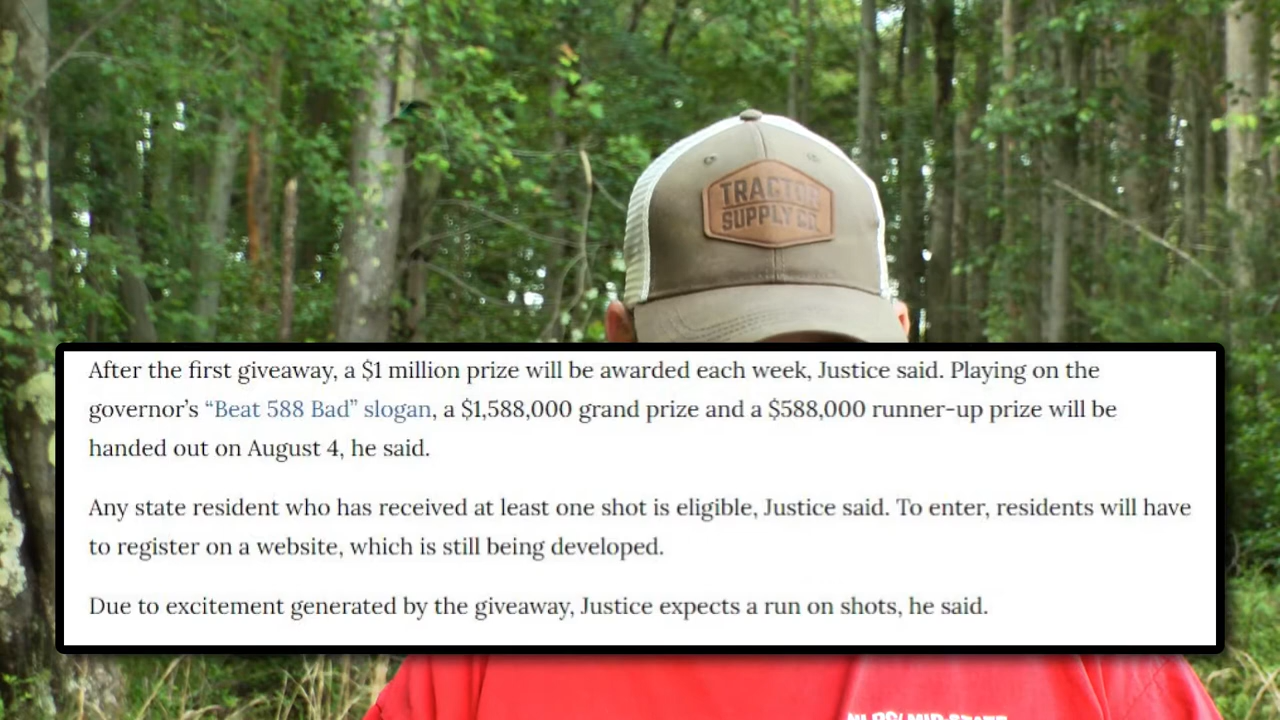 TRACTOR
SUPPLY CO.
After the first giveaway, a $1 million prize will be awarded each week, Justice said. Playing on the
governor’s “Beat 588 Bad” slogan, a $1,588,000 grand prize and a $588,000 runner-up prize will be
handed out on August 4, he said.
Any state resident who has received at least one shot is eligible, Justice said. To enter, residents will have
to register on a website, which is still being developed.
Due to excitement generated by the giveaway, Justice expects a run on shots, he said.
MID-STATE